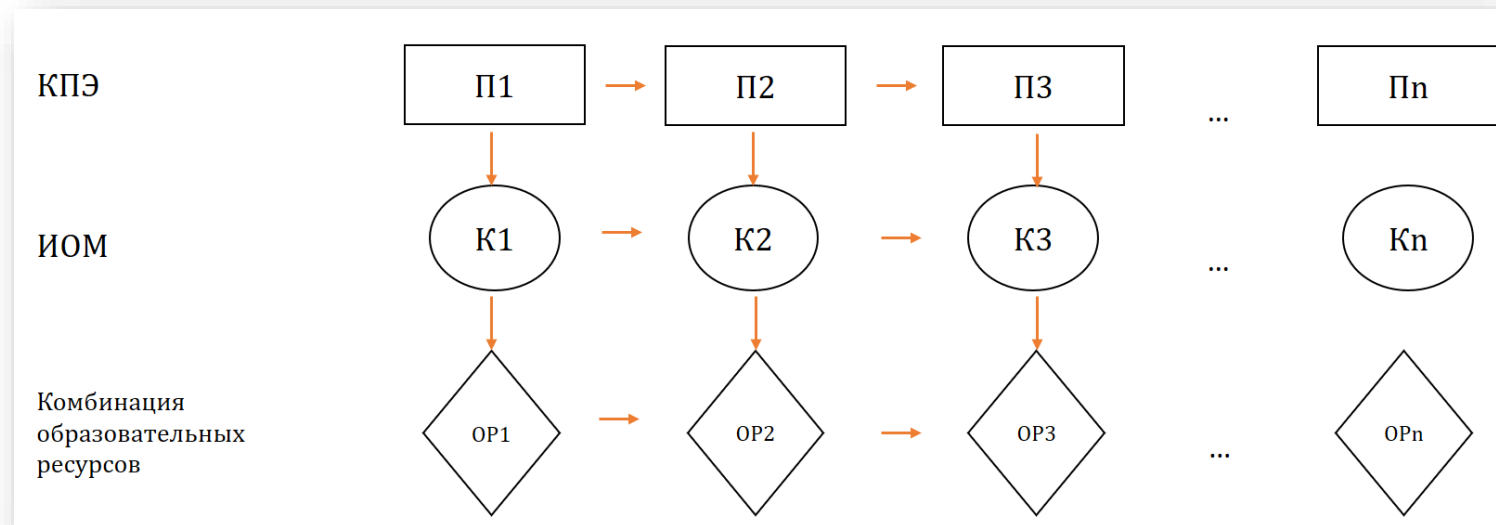 КПЭ
П1
П2
П3
...
Пn
ИОМ
К1
К2
К3
...
Кn
Комбинация
образовательных
ресурсов
ОР1
ОР2
ОР3
...
ОРn